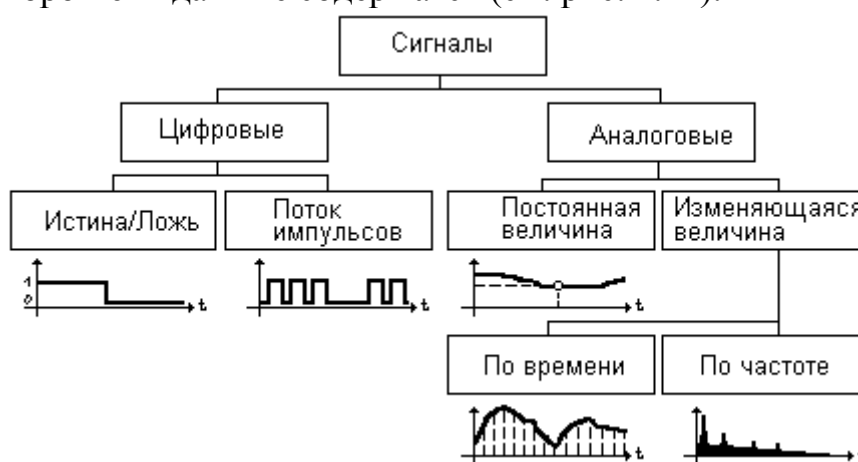 Сигналы
Цифровые
Аналоговые
Истина/Ложь
Поток
импульсов
Постоянная
величина
Изменяющаяся
величина
1
0
t
t
t
По времени
По частоте
t